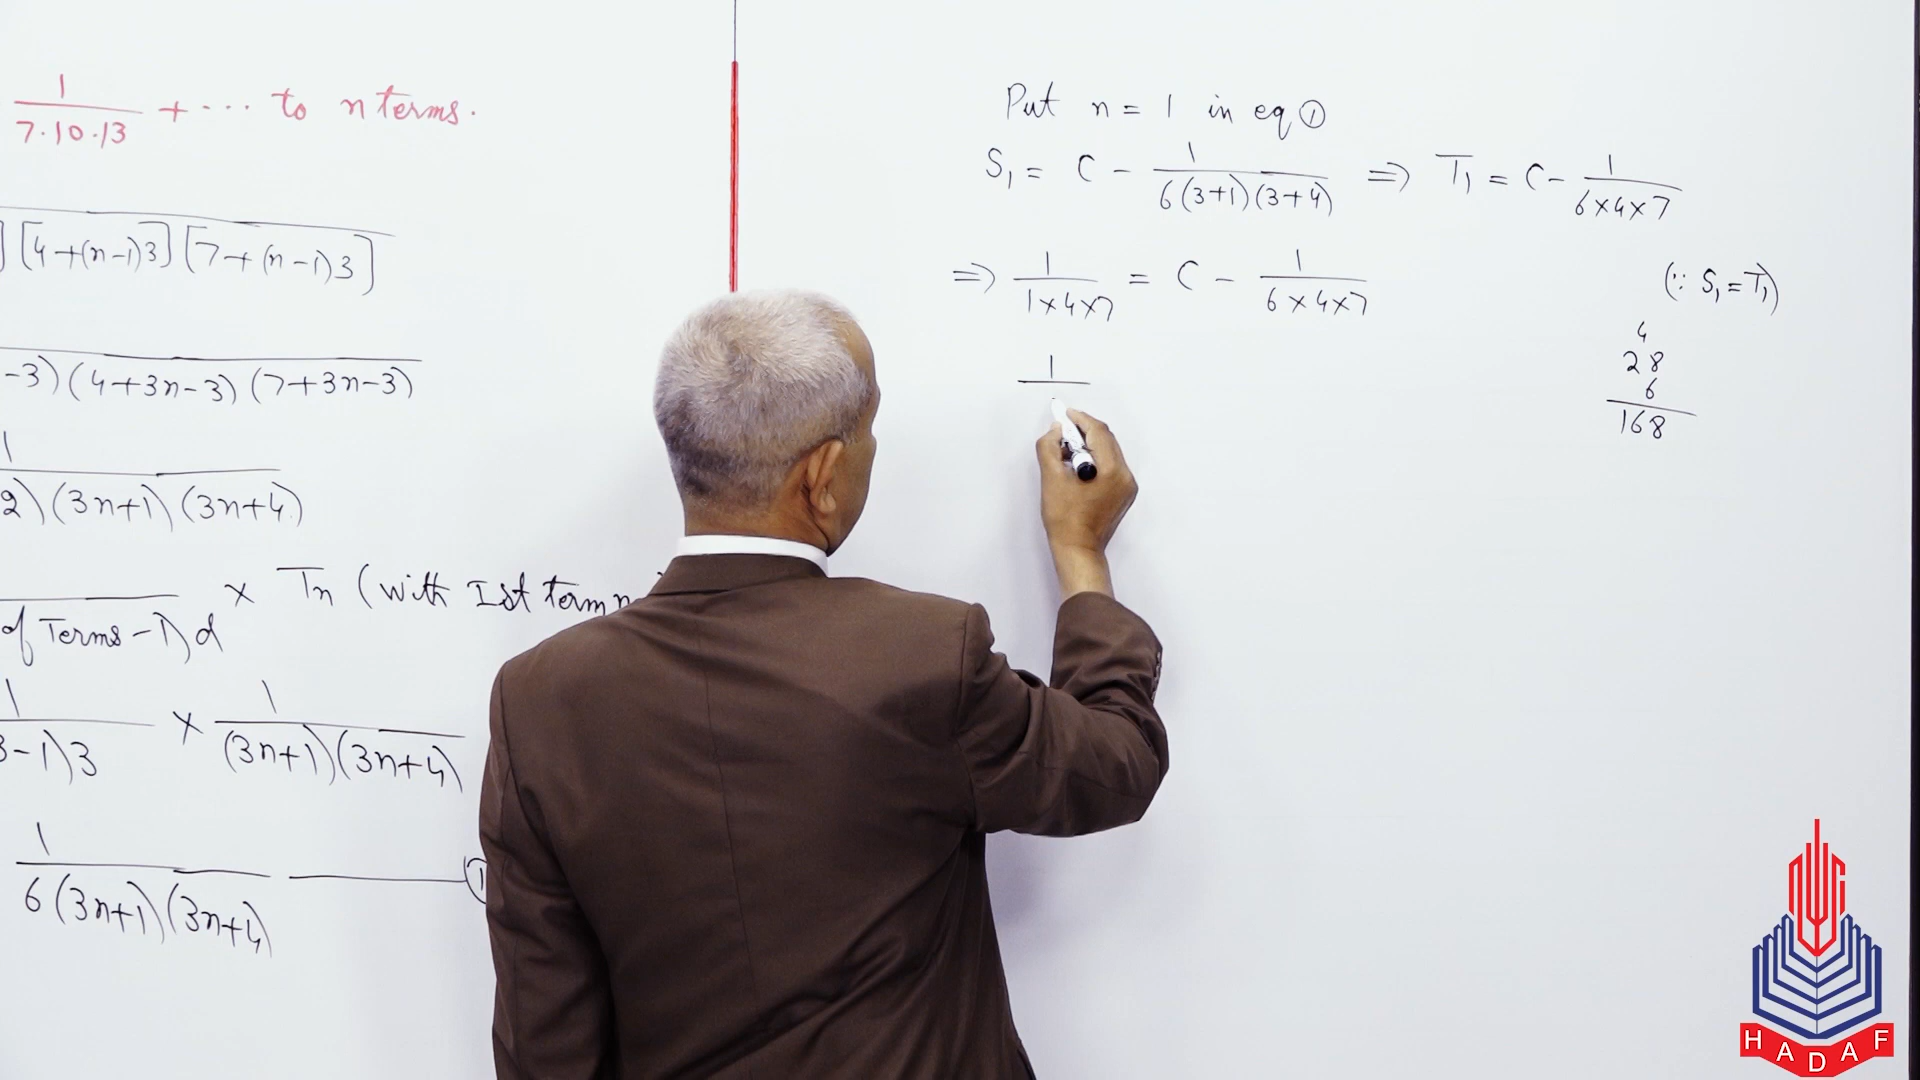 1/7·10·13 + ··· to n terms.
] [4+(n-1)3] [7+(n-1)3]
-3) (4+3n-3) (7+3n-3)
1
2) (3n+1) (3n+4)
× Tn (with Ist term
of Terms -1) d
1/3-1)3 × 1/(3n+1)(3n+4)
1/6(3n+1)(3n+4) ——— ①
Put n = 1 in eq ①
S₁ = C - 1/6(3+1)(3+4) ⇒ T₁ = C - 1/6×4×7
⇒ 1/1×4×7 = C - 1/6×4×7 (∵ S₁ = T₁)
1
4
28
6
168
HADAF